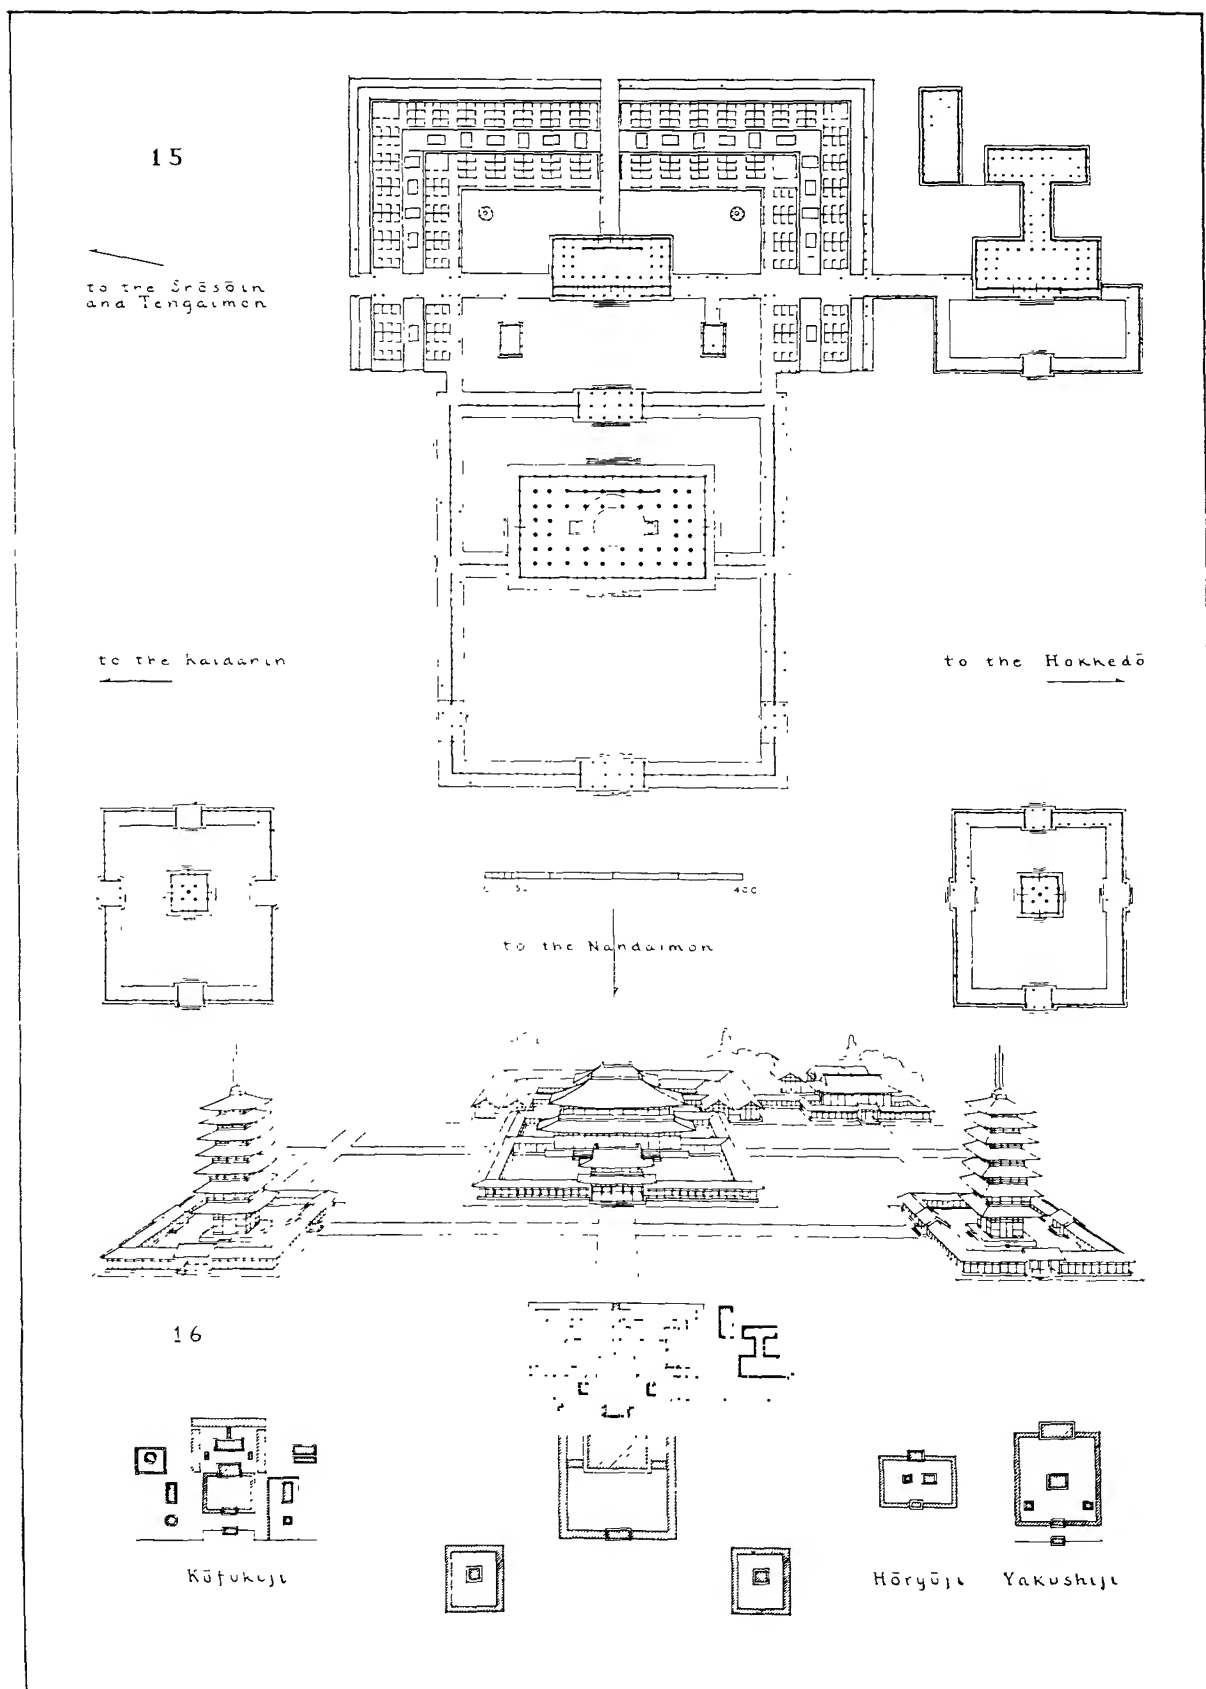 15
to the Srēsōin
and Tengaimon
to the kaidanin
to the Hokkedō
400
to the Nandaimon
16
Kōfukuji
Hōryūji
Yakushiji